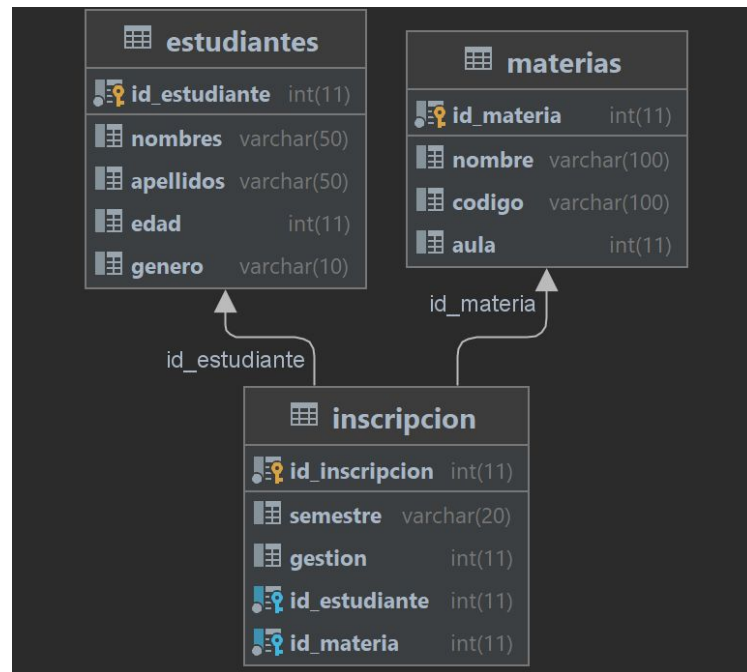 estudiantes
id_estudiante int(11)
nombres varchar(50)
apellidos varchar(50)
edad int(11)
genero varchar(10)
materias
id_materia int(11)
nombre varchar(100)
codigo varchar(100)
aula int(11)
id_materia
id_estudiante
inscripcion
id_inscripcion int(11)
semestre varchar(20)
gestion int(11)
id_estudiante int(11)
id_materia int(11)